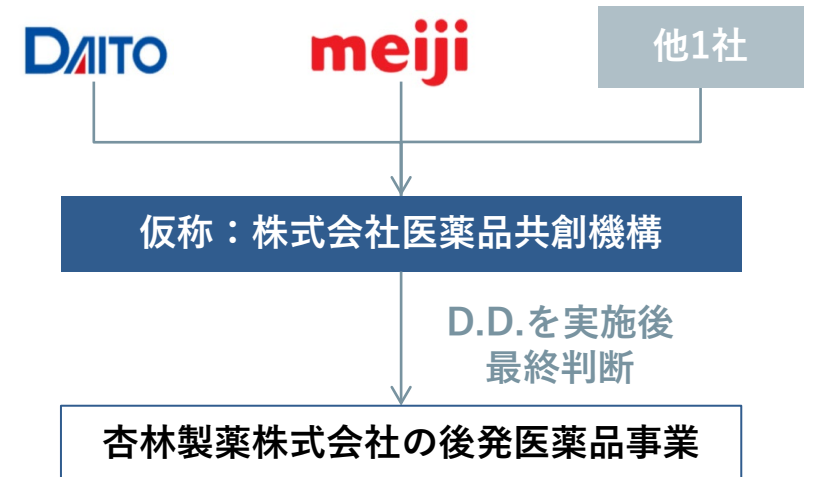 DAITO
meiji
他1社
仮称：株式会社医薬品共創機構
D.D.を実施後
最終判断
杏林製薬株式会社の後発医薬品事業